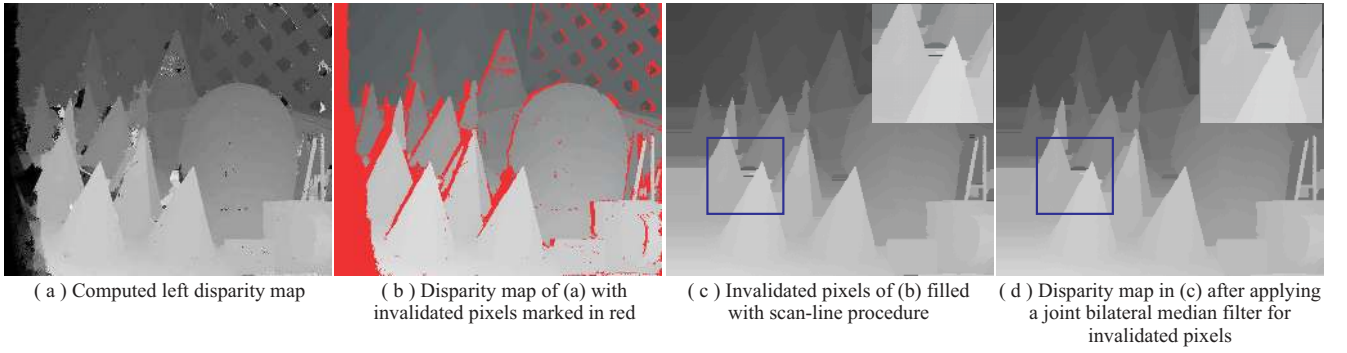 ( a ) Computed left disparity map
( b ) Disparity map of (a) with
invalidated pixels marked in red
( c ) Invalidated pixels of (b) filled
with scan-line procedure
( d ) Disparity map in (c) after applying
a joint bilateral median filter for
invalidated pixels